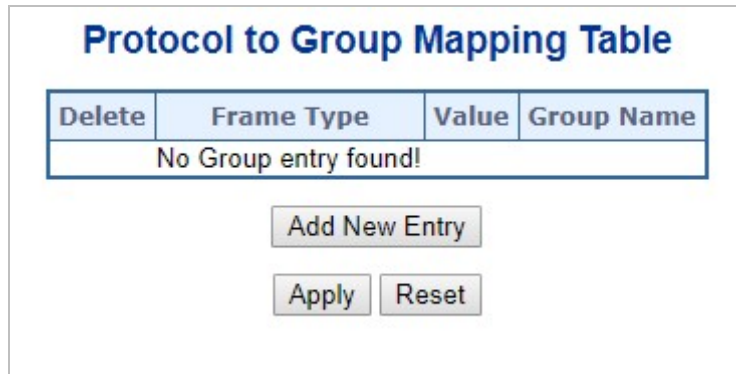 Protocol to Group Mapping Table
Delete Frame Type Value Group Name
No Group entry found!
Add New Entry
Apply Reset